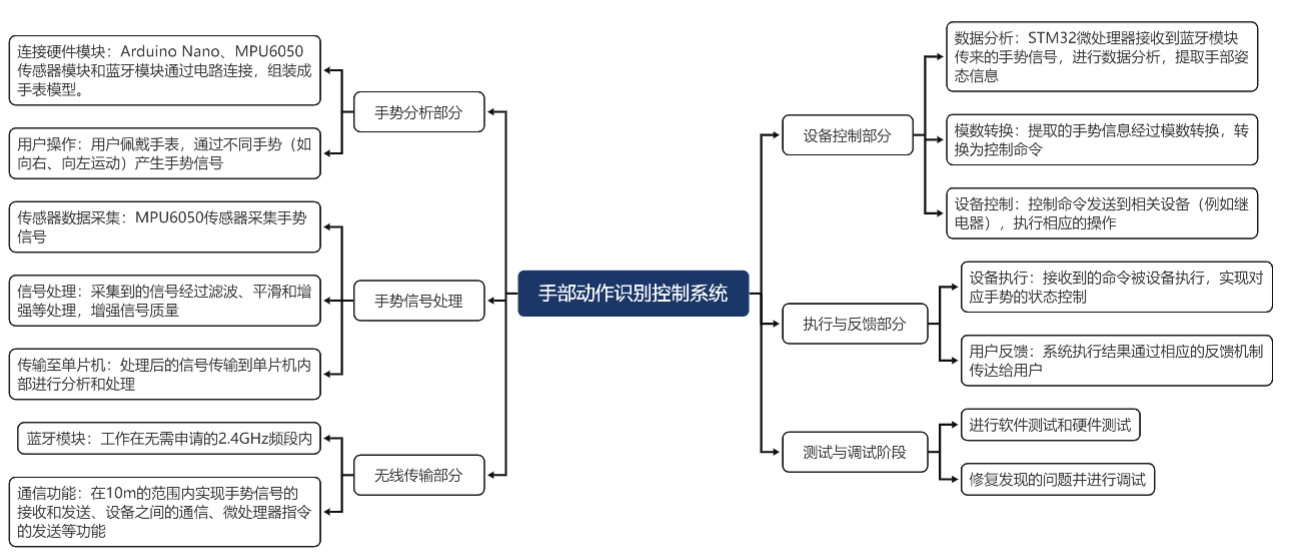 手部动作识别控制系统
手势分析部分
连接硬件模块：Arduino Nano、MPU6050
传感器模块和蓝牙模块通过电路连接，组装成
手表模型。
用户操作：用户佩戴手表，通过不同手势（如
向右、向左运动）产生手势信号
手势信号处理
传感器数据采集：MPU6050传感器采集手势
信号
信号处理：采集到的信号经过滤波、平滑和增
强等处理，增强信号质量
传输至单片机：处理后的信号传输到单片机内
部进行分析和处理
无线传输部分
蓝牙模块：工作在无需申请的2.4GHz频段内
通信功能：在10m的范围内实现手势信号的
接收和发送、设备之间的通信、微处理器指令
的发送等功能
设备控制部分
数据分析：STM32微处理器接收到蓝牙模块
传来的手势信号，进行数据分析，提取手部姿
态信息
模数转换：提取的手势信息经过模数转换，转
换为控制命令
设备控制：控制命令发送到相关设备（例如继
电器），执行相应的操作
执行与反馈部分
设备执行：接收到的命令被设备执行，实现对
应手势的状态控制
用户反馈：系统执行结果通过相应的反馈机制
传达给用户
测试与调试阶段
进行软件测试和硬件测试
修复发现的问题并进行调试